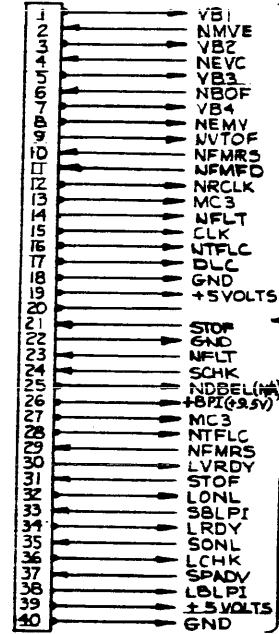 1 VB1
2 NMVE
3 VB2
4 NEVC
5 VB3
6 NBOF
7 VB4
8 NEMV
9 NVTOF
10 NFMRS
11 NFMFD
12 NRCLK
13 MC3
14 NFLT
15 CLK
16 NTFLC
17 DLC
18 GND
19 +5VOLTS
20
21 STOF
22 GND
23 NFLT
24 SCHK
25 NDBEL
26 +BPI(+9.5V)
27 MC3
28 NTFLC
29 NFMRS
30 LVRDY
31 STOF
32 LONL
33 SBLPI
34 LRDY
35 SONL
36 LCHK
37 SPADV
38 LBLPI
39 +5VOLTS
40 GND